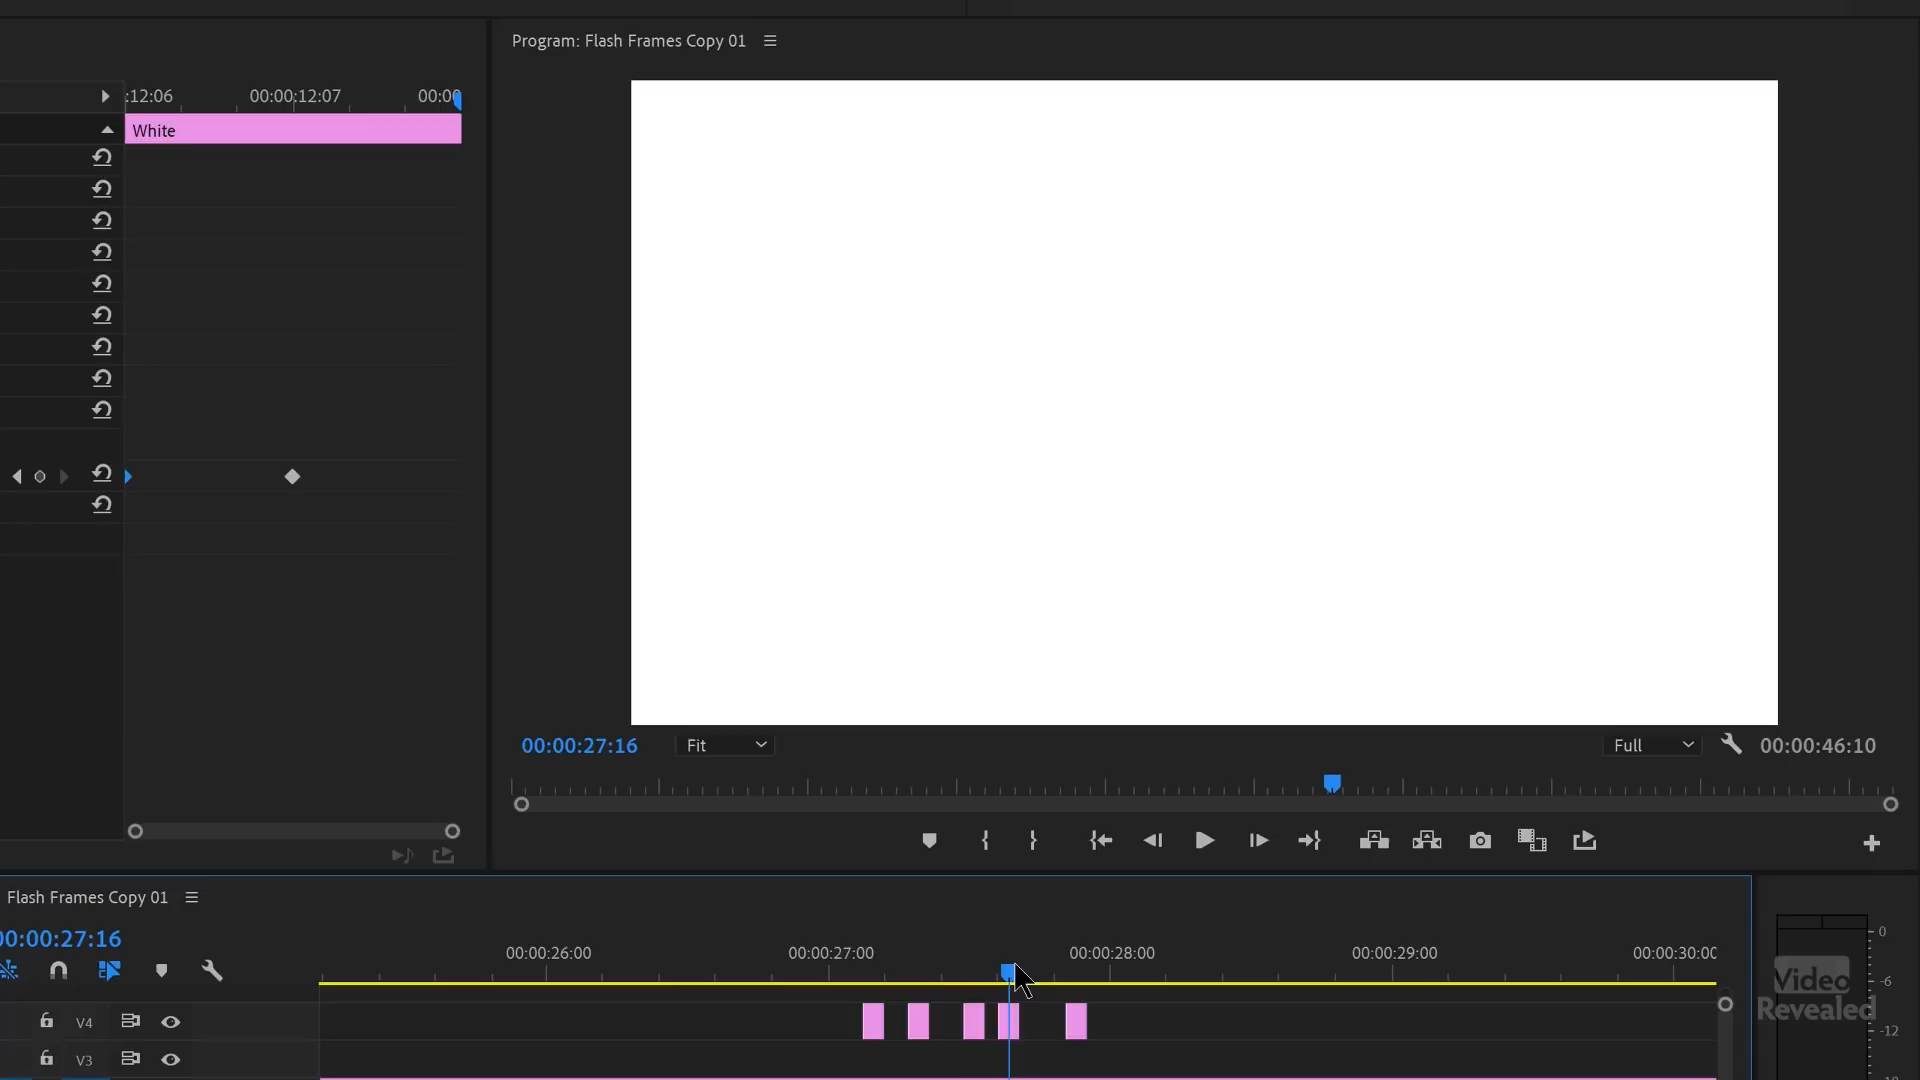 Program: Flash Frames Copy 01
:12:06 00:00:12:07 00:00
White
00:00:27:16 Fit Full 00:00:46:10
Flash Frames Copy 01
00:00:27:16
00:00:26:00 00:00:27:00 00:00:28:00 00:00:29:00 00:00:30:00
0
-6
-12
Video
Revealed
V4
V3